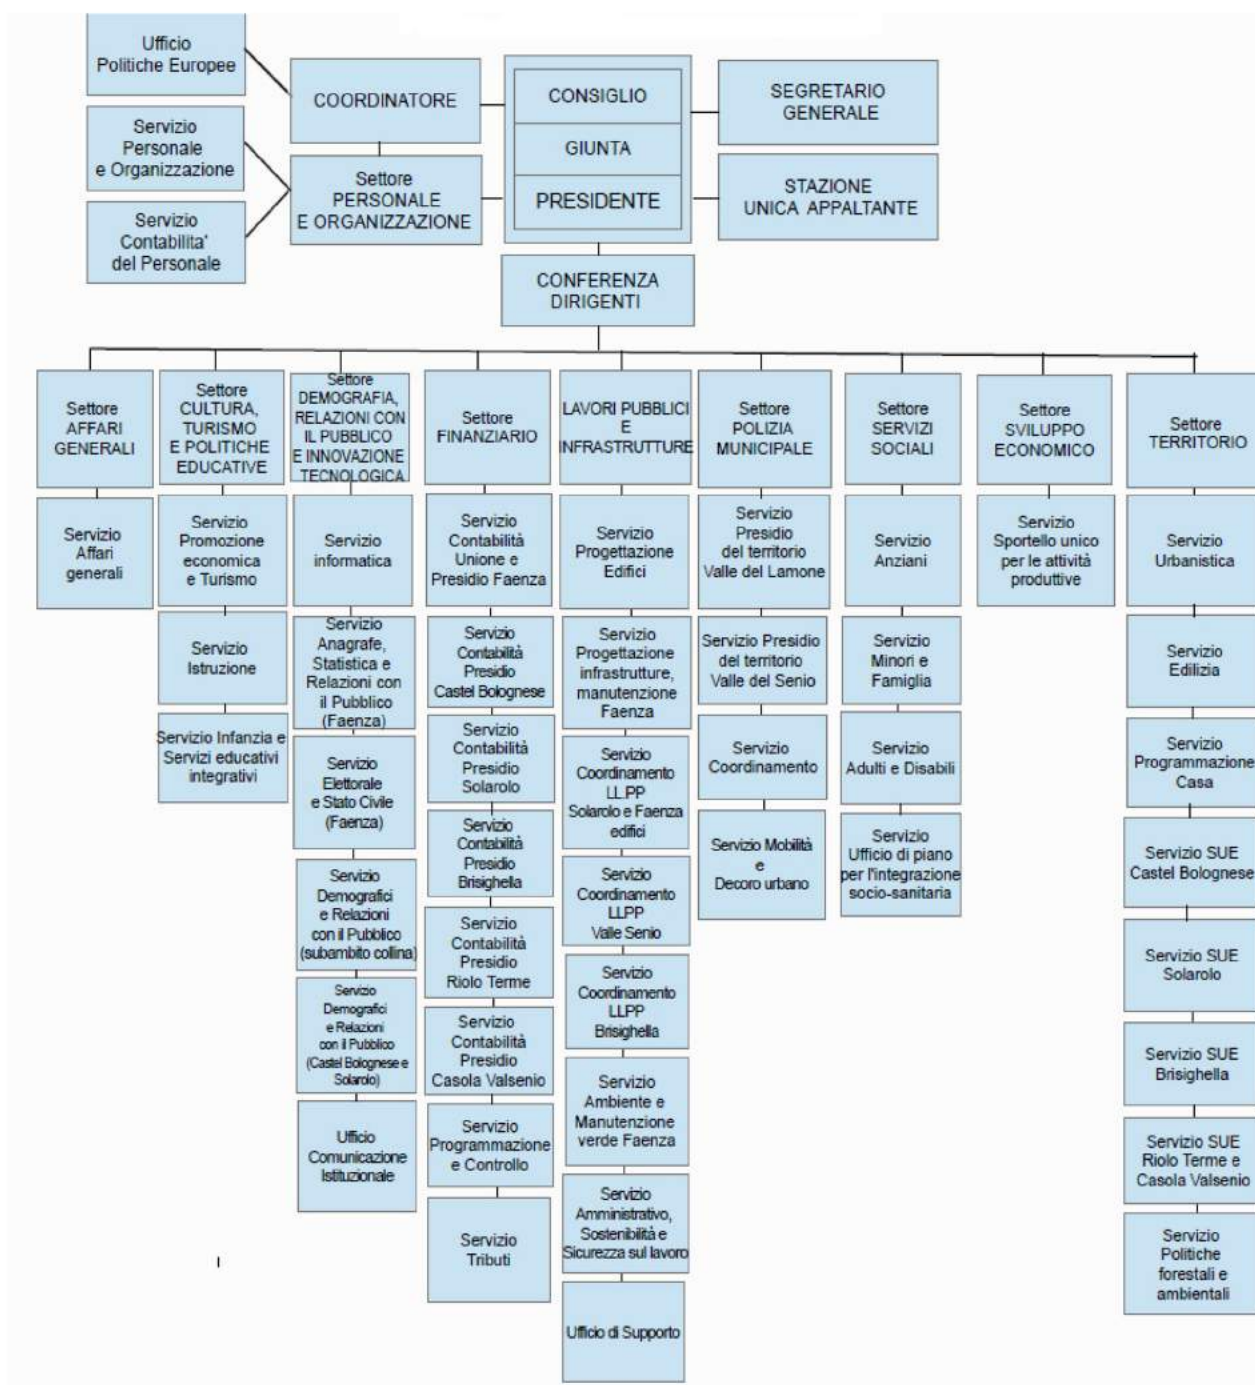 Ufficio
Politiche Europee
COORDINATORE
CONSIGLIO
GIUNTA
PRESIDENTE
SEGRETARIO
GENERALE
Servizio
Personale
e Organizzazione
Settore
PERSONALE
E ORGANIZZAZIONE
STAZIONE
UNICA APPALTANTE
Servizio
Contabilita'
del Personale
CONFERENZA
DIRIGENTI
Settore
AFFARI
GENERALI
Servizio
Affari
generali
Settore
CULTURA,
TURISMO
E POLITICHE
EDUCATIVE
Servizio
Promozione
economica
e Turismo
Servizio
Istruzione
Servizio Infanzia e
Servizi educativi
integrativi
Settore
DEMOGRAFIA,
RELAZIONI CON
IL PUBBLICO
E INNOVAZIONE
TECNOLOGICA
Servizio
informatica
Servizio
Anagrafe,
Statistica e
Relazioni con
il Pubblico
(Faenza)
Servizio
Elettorale
e Stato Civile
(Faenza)
Servizio
Demografici
e Relazioni
con il Pubblico
(subambito collina)
Servizio
Demografici
e Relazioni
con il Pubblico
(Castel Bolognese e
Solarolo)
Ufficio
Comunicazione
Istituzionale
Settore
FINANZIARIO
Servizio
Contabilità
Unione e
Presidio Faenza
Servizio
Contabilità
Presidio
Castel Bolognese
Servizio
Contabilità
Presidio
Solarolo
Servizio
Contabilità
Presidio
Brisighella
Servizio
Contabilità
Presidio
Riolo Terme
Servizio
Contabilità
Presidio
Casola Valsenio
Servizio
Programmazione
e Controllo
Servizio
Tributi
LAVORI PUBBLICI
E
INFRASTRUTTURE
Servizio
Progettazione
Edifici
Servizio
Progettazione
infrastrutture,
manutenzione
Faenza
Servizio
Coordinamento
LL.PP
Solarolo e Faenza
edifici
Servizio
Coordinamento
LLPP
Valle Senio
Servizio
Coordinamento
LLPP
Brisighella
Servizio
Ambiente e
Manutenzione
verde Faenza
Servizio
Amministrativo,
Sostenibilità e
Sicurezza sul lavoro
Ufficio di Supporto
Settore
POLIZIA
MUNICIPALE
Servizio
Presidio
del territorio
Valle del Lamone
Servizio Presidio
del territorio
Valle del Senio
Servizio
Coordinamento
Servizio Mobilità
e
Decoro urbano
Settore
SERVIZI
SOCIALI
Servizio
Anziani
Servizio
Minori e
Famiglia
Servizio
Adulti e Disabili
Servizio
Ufficio di piano
per l'integrazione
socio-sanitaria
Settore
SVILUPPO
ECONOMICO
Servizio
Sportello unico
per le attività
produttive
Settore
TERRITORIO
Servizio
Urbanistica
Servizio
Edilizia
Servizio
Programmazione
Casa
Servizio SUE
Castel Bolognese
Servizio SUE
Solarolo
Servizio SUE
Brisighella
Servizio SUE
Riolo Terme e
Casola Valsenio
Servizio
Politiche
forestali e
ambientali